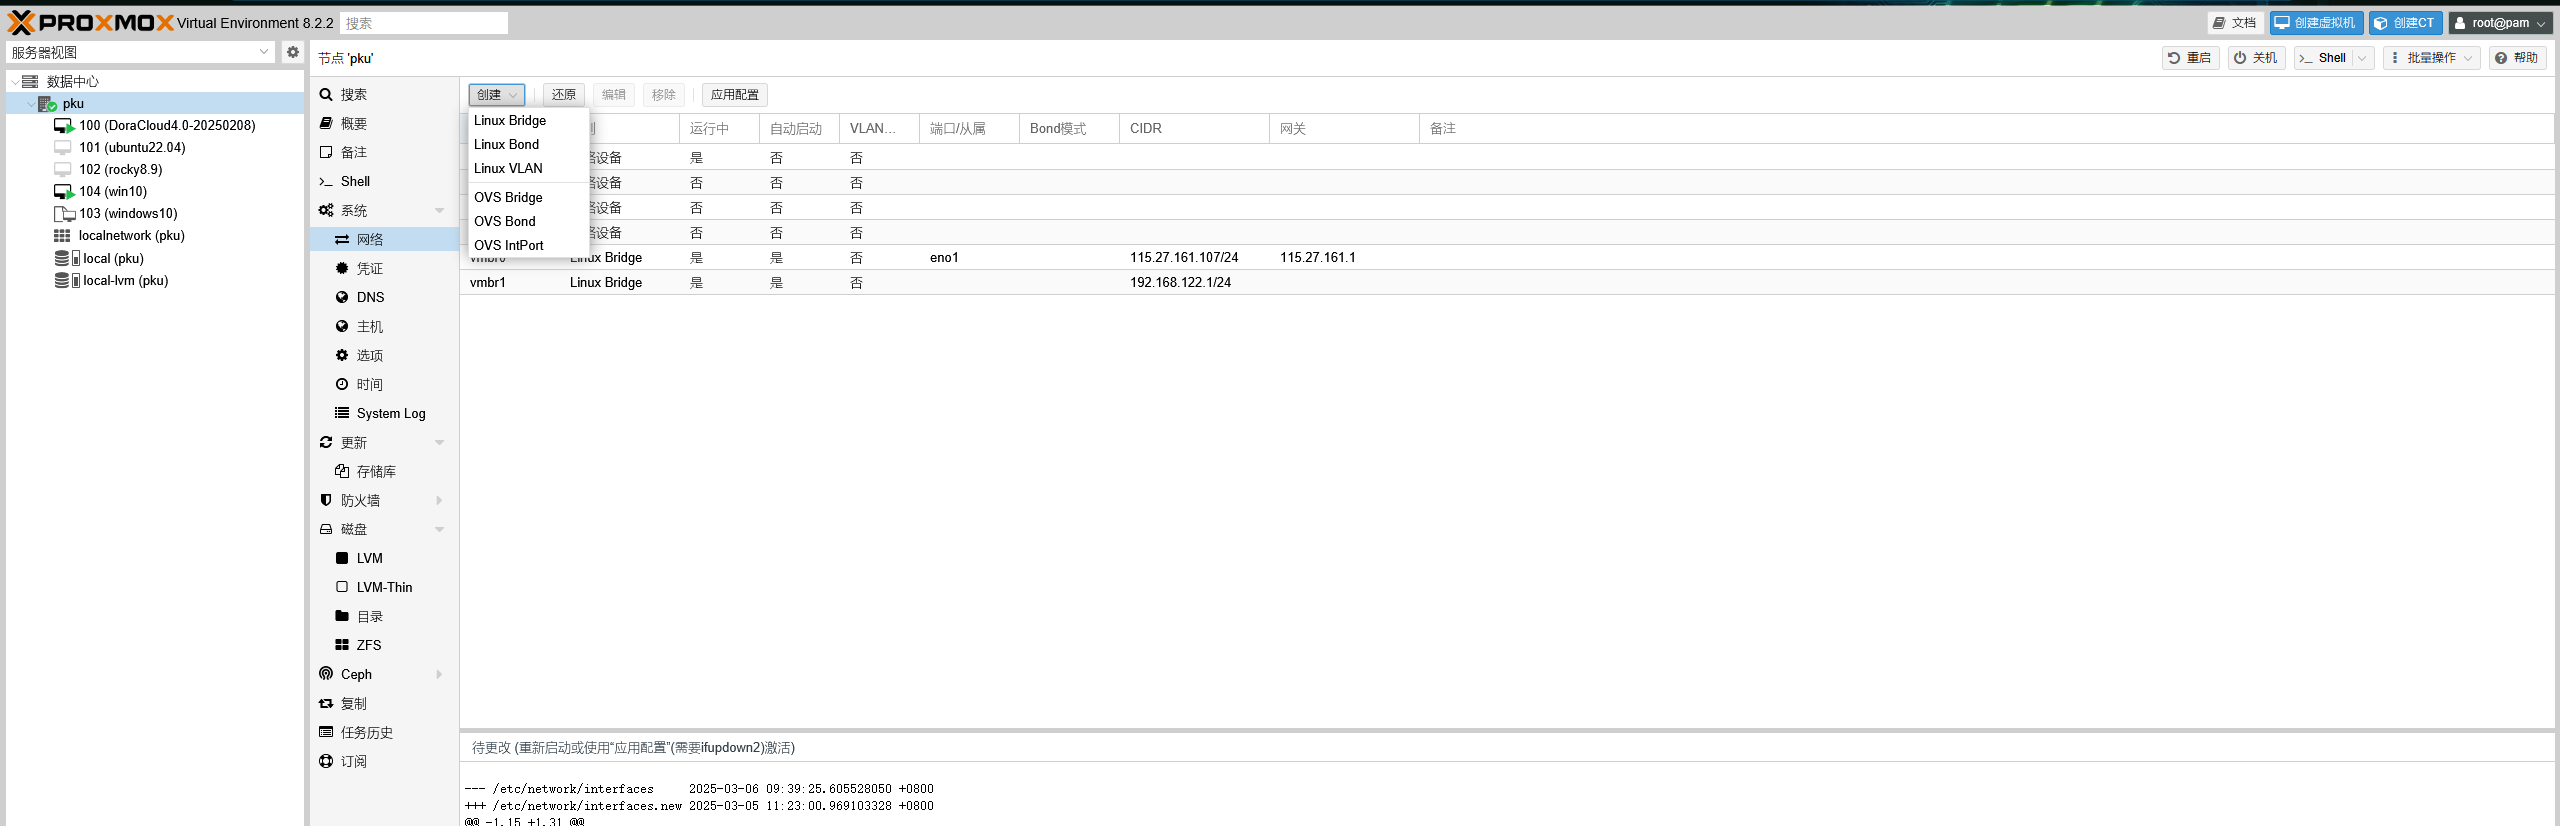 PROXMOX Virtual Environment 8.2.2 搜索 文档 创建虚拟机 创建CT root@pam
服务器视图
数据中心
pku
100 (DoraCloud4.0-20250208)
101 (ubuntu22.04)
102 (rocky8.9)
104 (win10)
103 (windows10)
localnetwork (pku)
local (pku)
local-lvm (pku)
节点 'pku' 重启 关机 Shell 批量操作 帮助
搜索
概要
备注
Shell
系统
网络
凭证
DNS
主机
选项
时间
System Log
更新
存储库
防火墙
磁盘
LVM
LVM-Thin
目录
ZFS
Ceph
复制
任务历史
订阅
创建 还原 编辑 移除 应用配置
Linux Bridge
Linux Bond
Linux VLAN
OVS Bridge
OVS Bond
OVS IntPort
运行中 自动启动 VLAN... 端口/从属 Bond模式 CIDR 网关 备注
设备 是 否 否
设备 否 否 否
设备 否 否 否
设备 否 否 否
vmbr0 Linux Bridge 是 是 否 eno1 115.27.161.107/24 115.27.161.1
vmbr1 Linux Bridge 是 是 否 192.168.122.1/24
待更改 (重新启动或使用“应用配置”(需要ifupdown2)激活)
--- /etc/network/interfaces 2025-03-06 09:39:25.605528050 +0800
+++ /etc/network/interfaces.new 2025-03-05 11:23:00.969103328 +0800
@@ -1,15 +1,31 @@